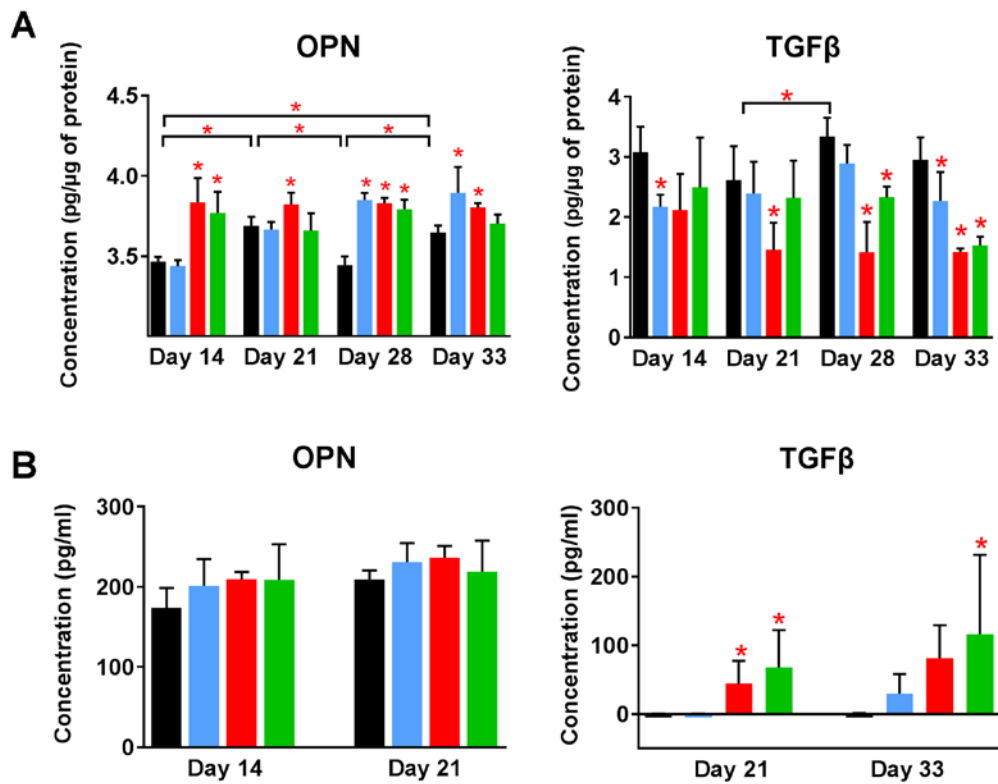 A
OPN
Concentration (pg/µg of protein)
4.5
4.0
3.5
* * * *
* * * * * * * *
Day 14 Day 21 Day 28 Day 33
TGFβ
Concentration (pg/µg of protein)
4
3
2
1
0
*
* * * * * * *
Day 14 Day 21 Day 28 Day 33
B
OPN
Concentration (pg/ml)
300
200
100
0
Day 14 Day 21
TGFβ
Concentration (pg/ml)
300
200
100
0
* * *
Day 21 Day 33